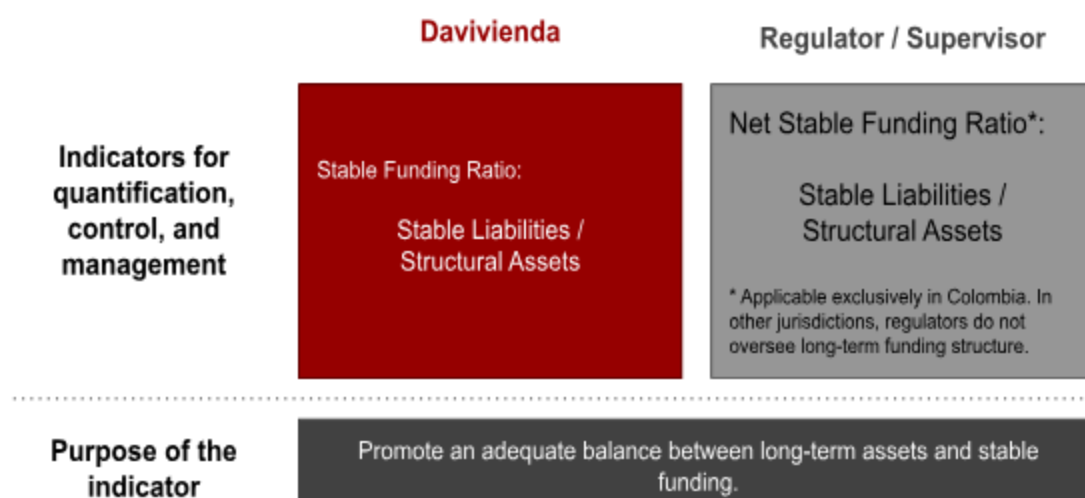 Davivienda
Regulator / Supervisor
Indicators for
quantification,
control, and
management
Stable Funding Ratio:
Stable Liabilities /
Structural Assets
Net Stable Funding Ratio*:
Stable Liabilities /
Structural Assets
* Applicable exclusively in Colombia. In
other jurisdictions, regulators do not
oversee long-term funding structure.
Purpose of the
indicator
Promote an adequate balance between long-term assets and stable
funding.